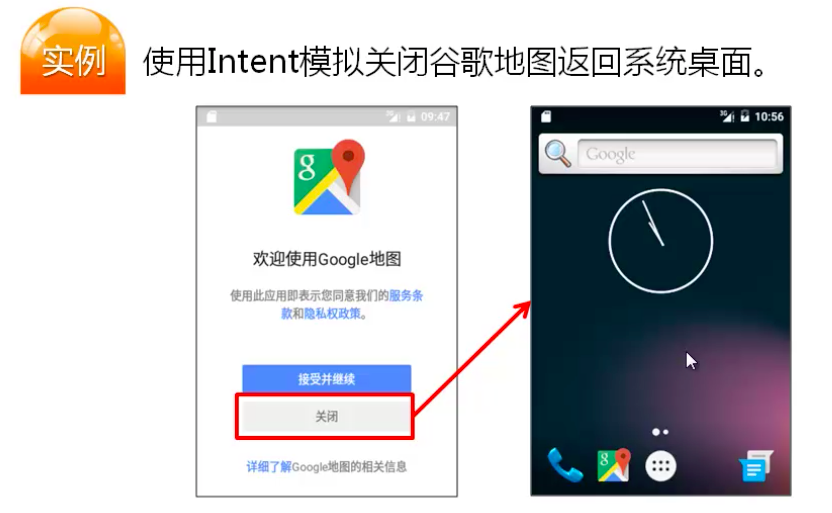 实例
使用Intent模拟关闭谷歌地图返回系统桌面。
3G 09:47
g
欢迎使用Google地图
使用此应用即表示您同意我们的服务条
款和隐私权政策。
接受并继续
关闭
详细了解Google地图的相关信息
3G 10:56
Google
g